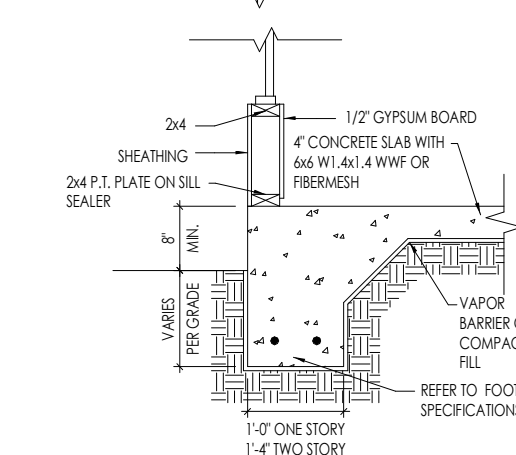 2x4
1/2" GYPSUM BOARD
SHEATHING
4" CONCRETE SLAB WITH
6x6 W1.4x1.4 WWF OR
FIBERMESH
2x4 P.T. PLATE ON SILL
SEALER
8"
MIN.
VARIES
PER GRADE
VAPOR
BARRIER
COMPAC
FILL
REFER TO FOOT
SPECIFICATIONS
1'-0" ONE STORY
1'-4" TWO STORY